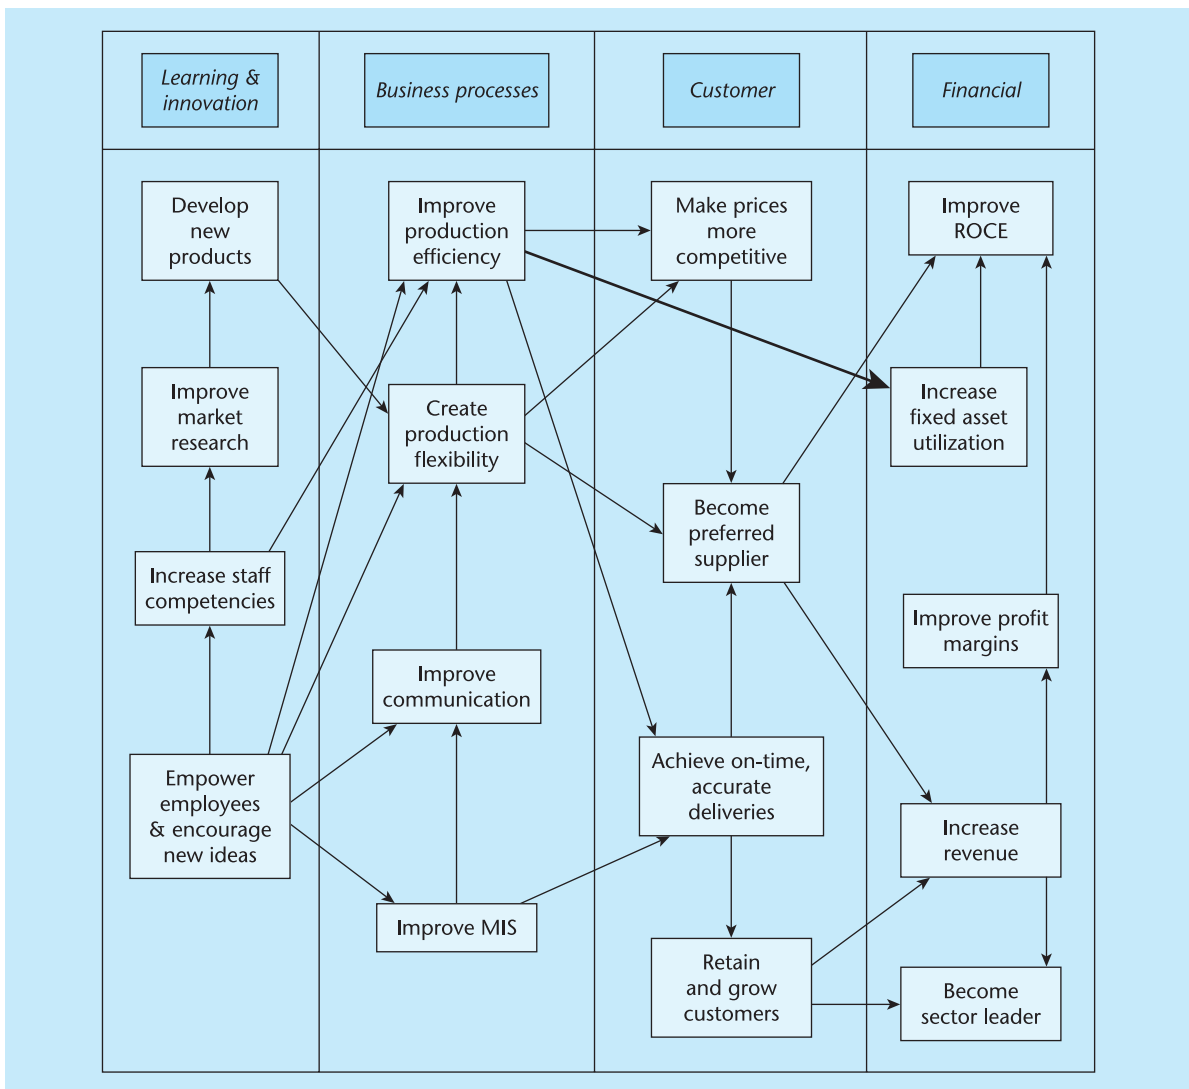 Learning &
innovation
Business processes
Customer
Financial
Develop
new
products
Improve
market
research
Increase staff
competencies
Empower
employees
& encourage
new ideas
Improve
production
efficiency
Create
production
flexibility
Improve
communication
Improve MIS
Make prices
more
competitive
Become
preferred
supplier
Achieve on-time,
accurate
deliveries
Retain
and grow
customers
Improve
ROCE
Increase
fixed asset
utilization
Improve profit
margins
Increase
revenue
Become
sector leader